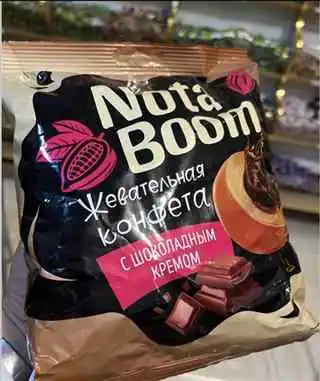 Nota
Boom
Жевательная
конфета
с шоколадным
кремом